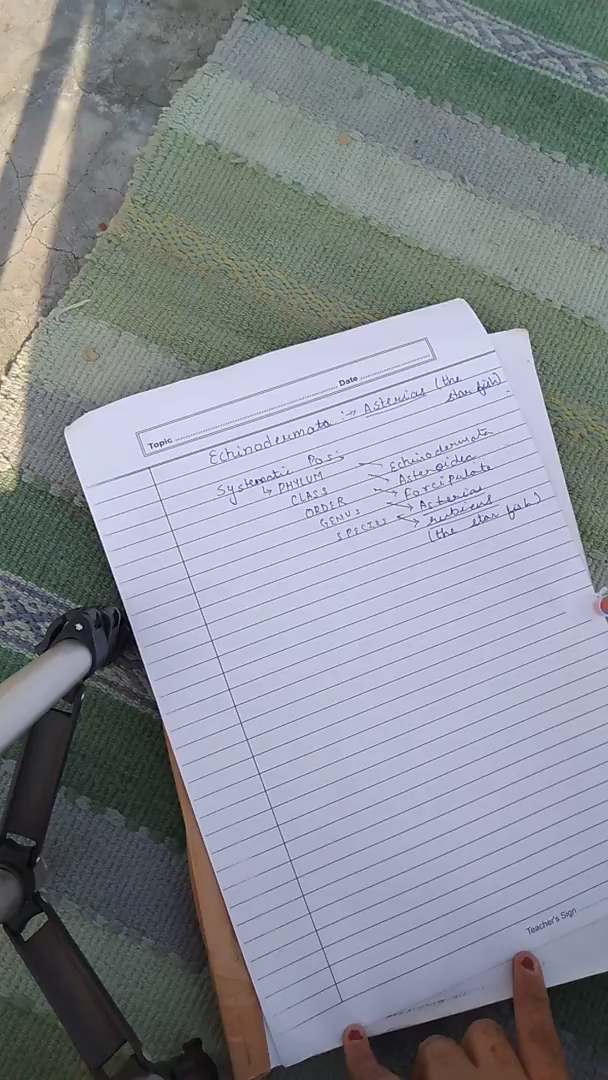 Topic ........ Date ........
Echinodermata :→ Asterias (the star fish)
Systematic Pos:
↳ PHYLUM → Echinodermata
CLASS → Asteroidea
ORDER → Forcipulata
GENUS → Asterias
SPECIES → rubens
(the star fish)
Teacher's Sign